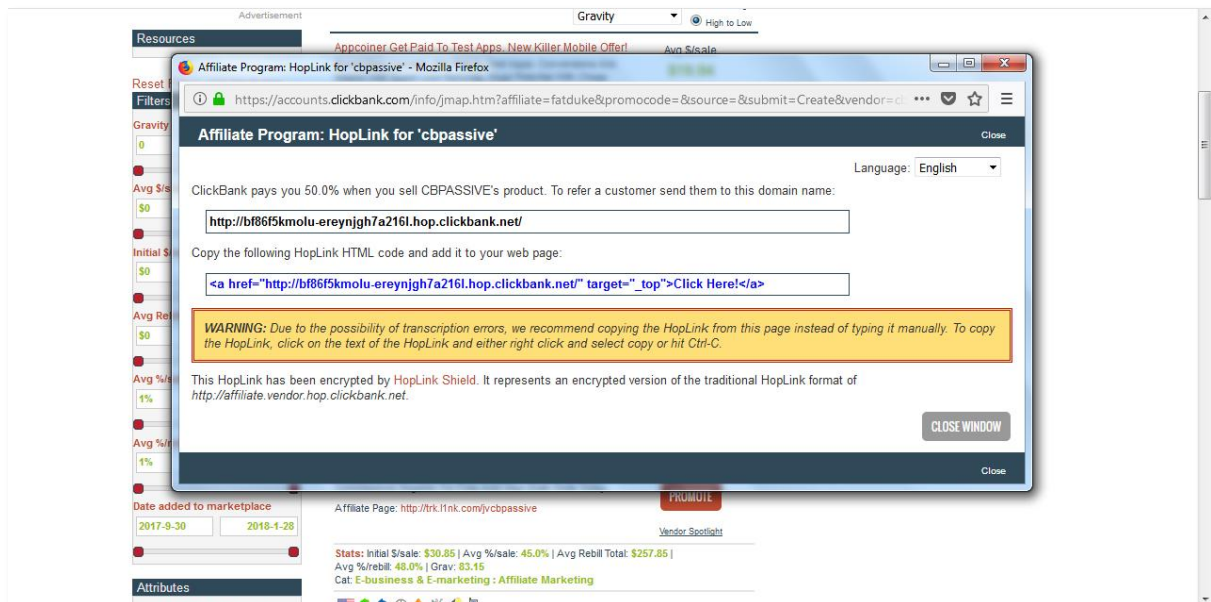 Advertisement
Gravity
High to Low
Resources
Appcoiner Get Paid To Test Apps. New Killer Mobile Offer!
Avg $/sale
Affiliate Program: HopLink for 'cbpassive' - Mozilla Firefox
Reset
Filters
https://accounts.clickbank.com/info/jmap.htm?affiliate=fatduke&promocode=&source=&submit=Create&vendor=c
Gravity
Affiliate Program: HopLink for 'cbpassive'
Close
0
Language: English
Avg $/s
ClickBank pays you 50.0% when you sell CBPASSIVE's product. To refer a customer send them to this domain name:
$0
http://bf86f5kmolu-ereynjgh7a216l.hop.clickbank.net/
Initial $/
Copy the following HopLink HTML code and add it to your web page:
$0
<a href="http://bf86f5kmolu-ereynjgh7a216l.hop.clickbank.net/" target="_top">Click Here!</a>
Avg Re
$0
WARNING: Due to the possibility of transcription errors, we recommend copying the HopLink from this page instead of typing it manually. To copy
the HopLink, click on the text of the HopLink and either right click and select copy or hit Ctrl-C.
Avg %/s
This HopLink has been encrypted by HopLink Shield. It represents an encrypted version of the traditional HopLink format of
http://affiliate.vendor.hop.clickbank.net.
1%
CLOSE WINDOW
Avg %/r
1%
Close
PROMOTE
Date added to marketplace
Affiliate Page: http://trk.l1nk.com/jvcbpassive
2017-9-30 2018-1-28
Vendor Spotlight
Stats: Initial $/sale: $30.85 | Avg %/sale: 45.0% | Avg Rebill Total: $257.85 |
Avg %/rebill: 48.0% | Grav: 83.15
Cat: E-business & E-marketing : Affiliate Marketing
Attributes